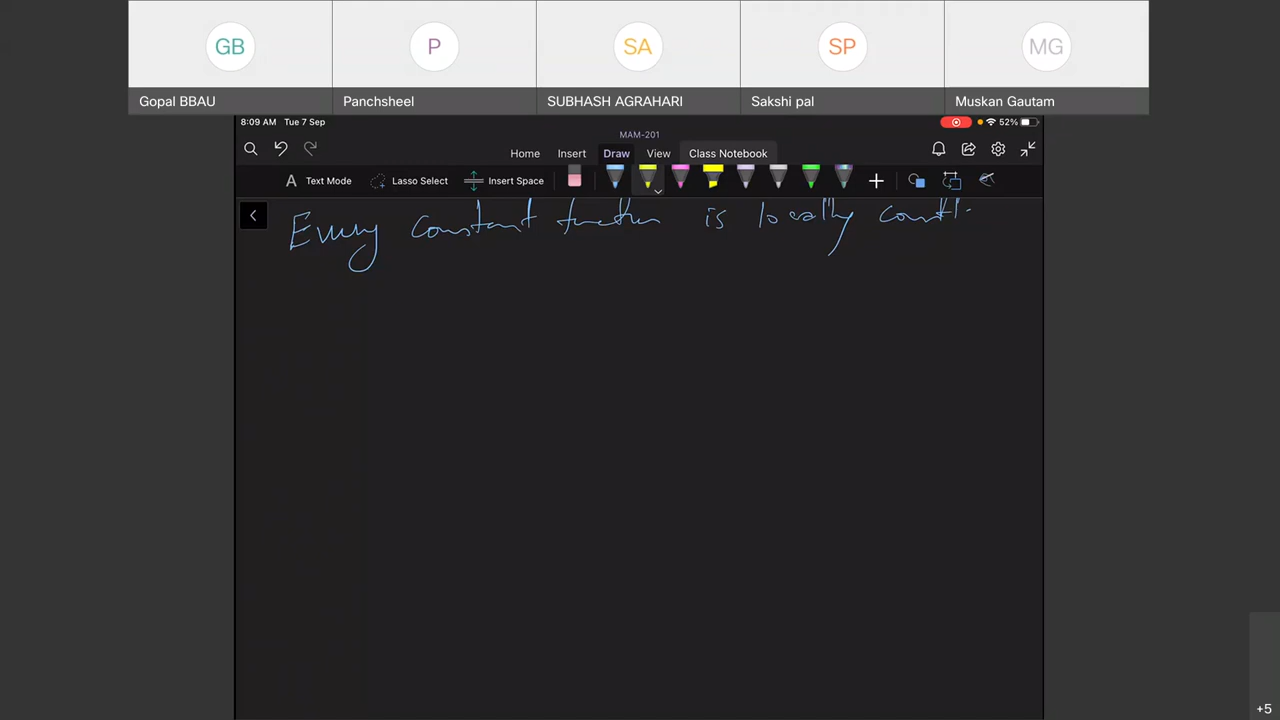 GB P SA SP MG
Gopal BBAU Panchsheel SUBHASH AGRAHARI Sakshi pal Muskan Gautam
8:09 AM Tue 7 Sep 52%
MAM-201
Home Insert Draw View Class Notebook
A Text Mode Lasso Select Insert Space
Every constant function is locally
+5